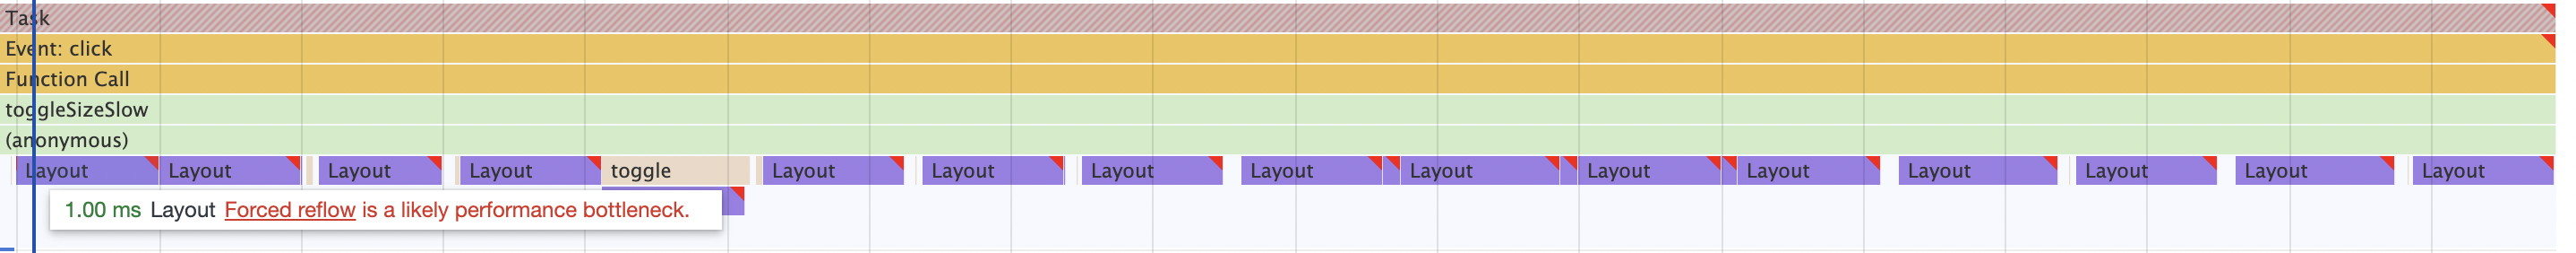 Task
Event: click
Function Call
toggleSizeSlow
(anonymous)
Layout Layout Layout Layout toggle Layout Layout Layout Layout Layout Layout Layout Layout Layout Layout Layout
1.00 ms Layout Forced reflow is a likely performance bottleneck.